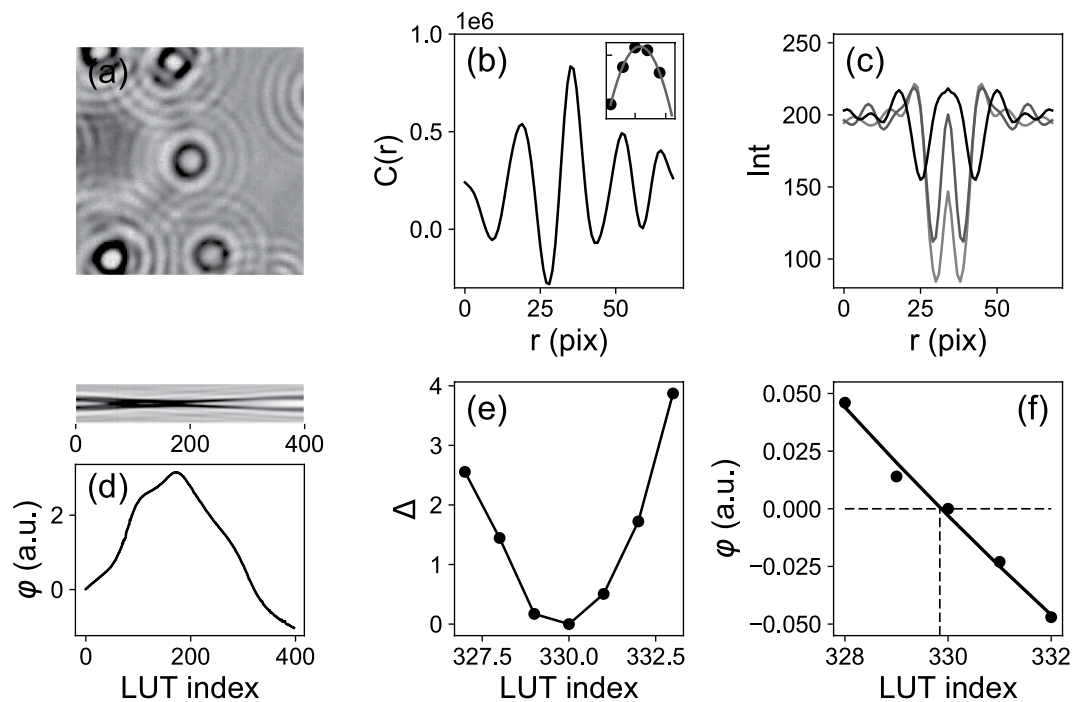 (a)
1e6
1.0
0.5
0.0
C(r)
(b)
0
25
50
r (pix)
250
200
150
100
Int
(c)
0
25
50
r (pix)
0
200
400
2
0
φ (a.u.)
(d)
0
200
400
LUT index
4
3
2
1
0
Δ
(e)
327.5
330.0
332.5
LUT index
0.050
0.025
0.000
−0.025
−0.050
φ (a.u.)
(f)
328
330
332
LUT index